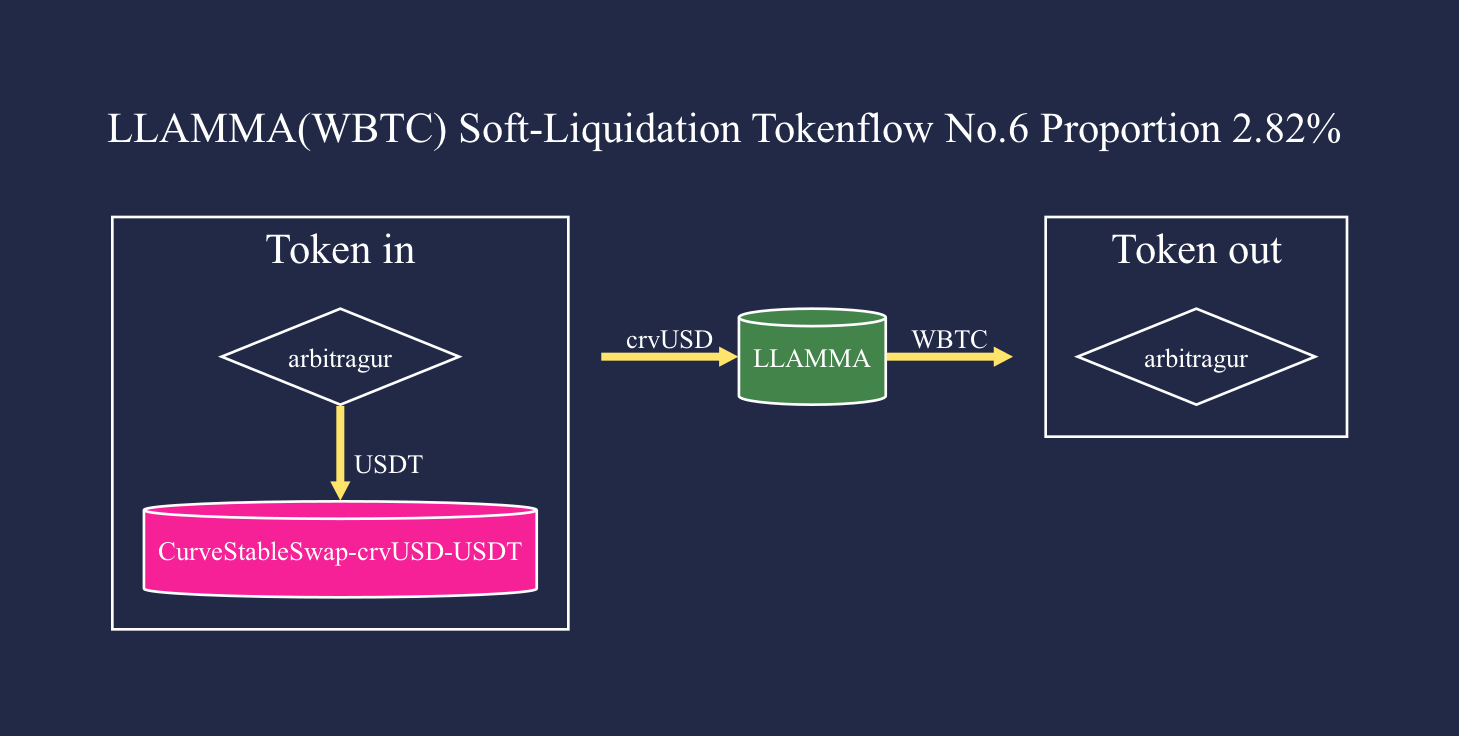 LLAMMA(WBTC) Soft-Liquidation Tokenflow No.6 Proportion 2.82%
Token in
arbitragur
USDT
CurveStableSwap-crvUSD-USDT
crvUSD
LLAMMA
WBTC
Token out
arbitragur